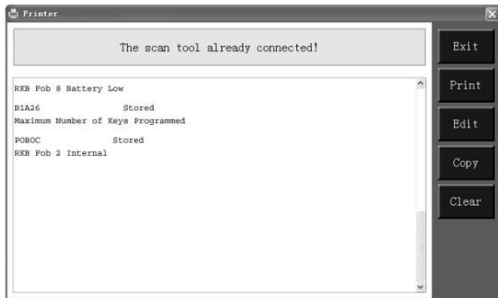 Printer
The scan tool already connected!
RKB Fob 8 Battery Low
B1A26 Stored
Maximum Number of Keys Programmed
POBOC Stored
RKB Fob 2 Internal
Exit
Print
Edit
Copy
Clear